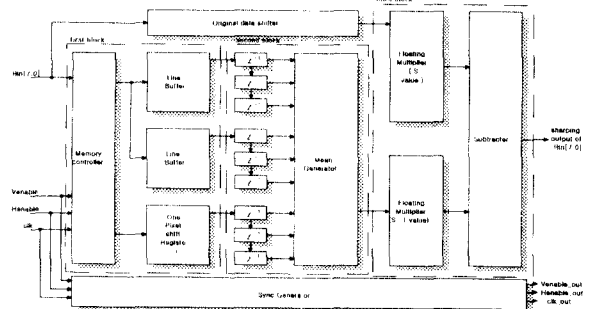 Original data shifter
First block
Second block
Rin[7:0]
Memory
controller
Line
Buffer
Line
Buffer
One
Pixel
shift
Register
Mean
Generator
Floating
Multiplier
( S
value )
Floating
Multiplier
value)
Subtracter
sharping
output of
Rin[7:0]
Venable
Henable
clk
Sync Generator
Venable_out
Henable_out
clk_out